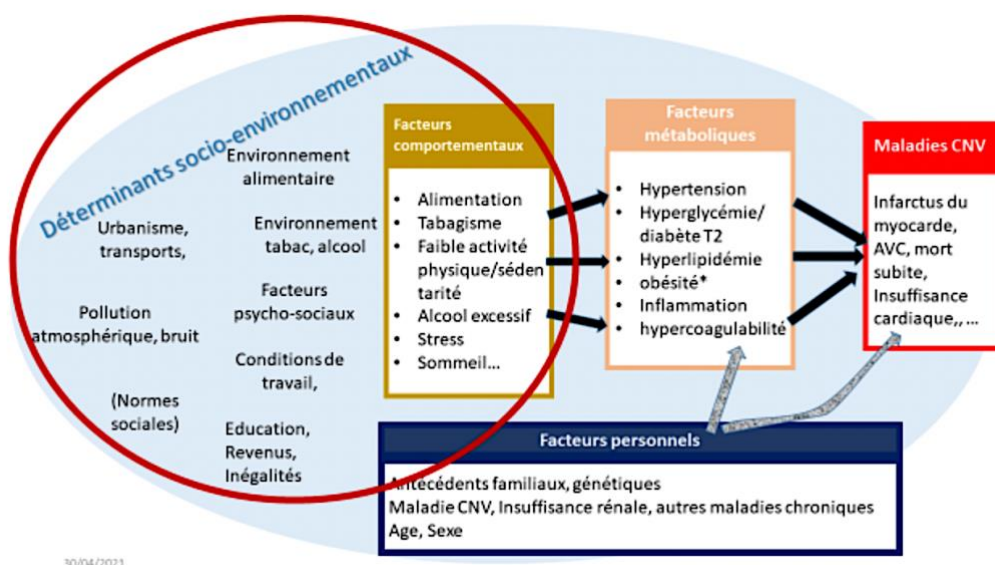 Déterminants socio-environnementaux
Environnement
alimentaire
Urbanisme,
transports,
Environnement
tabac, alcool
Facteurs
psycho-sociaux
Pollution
atmosphérique, bruit
Conditions de
travail,
(Normes
sociales)
Education,
Revenus,
Inégalités
Facteurs
comportementaux
• Alimentation
• Tabagisme
• Faible activité
physique/séden
tarité
• Alcool excessif
• Stress
• Sommeil...
Facteurs
métaboliques
• Hypertension
• Hyperglycémie/
diabète T2
• Hyperlipidémie
• obésité*
• Inflammation
• hypercoagulabilité
Maladies CNV
Infarctus du
myocarde,
AVC, mort
subite,
Insuffisance
cardiaque,, ...
Facteurs personnels
Antécédents familiaux, génétiques
Maladie CNV, Insuffisance rénale, autres maladies chroniques
Age, Sexe
30/04/2021